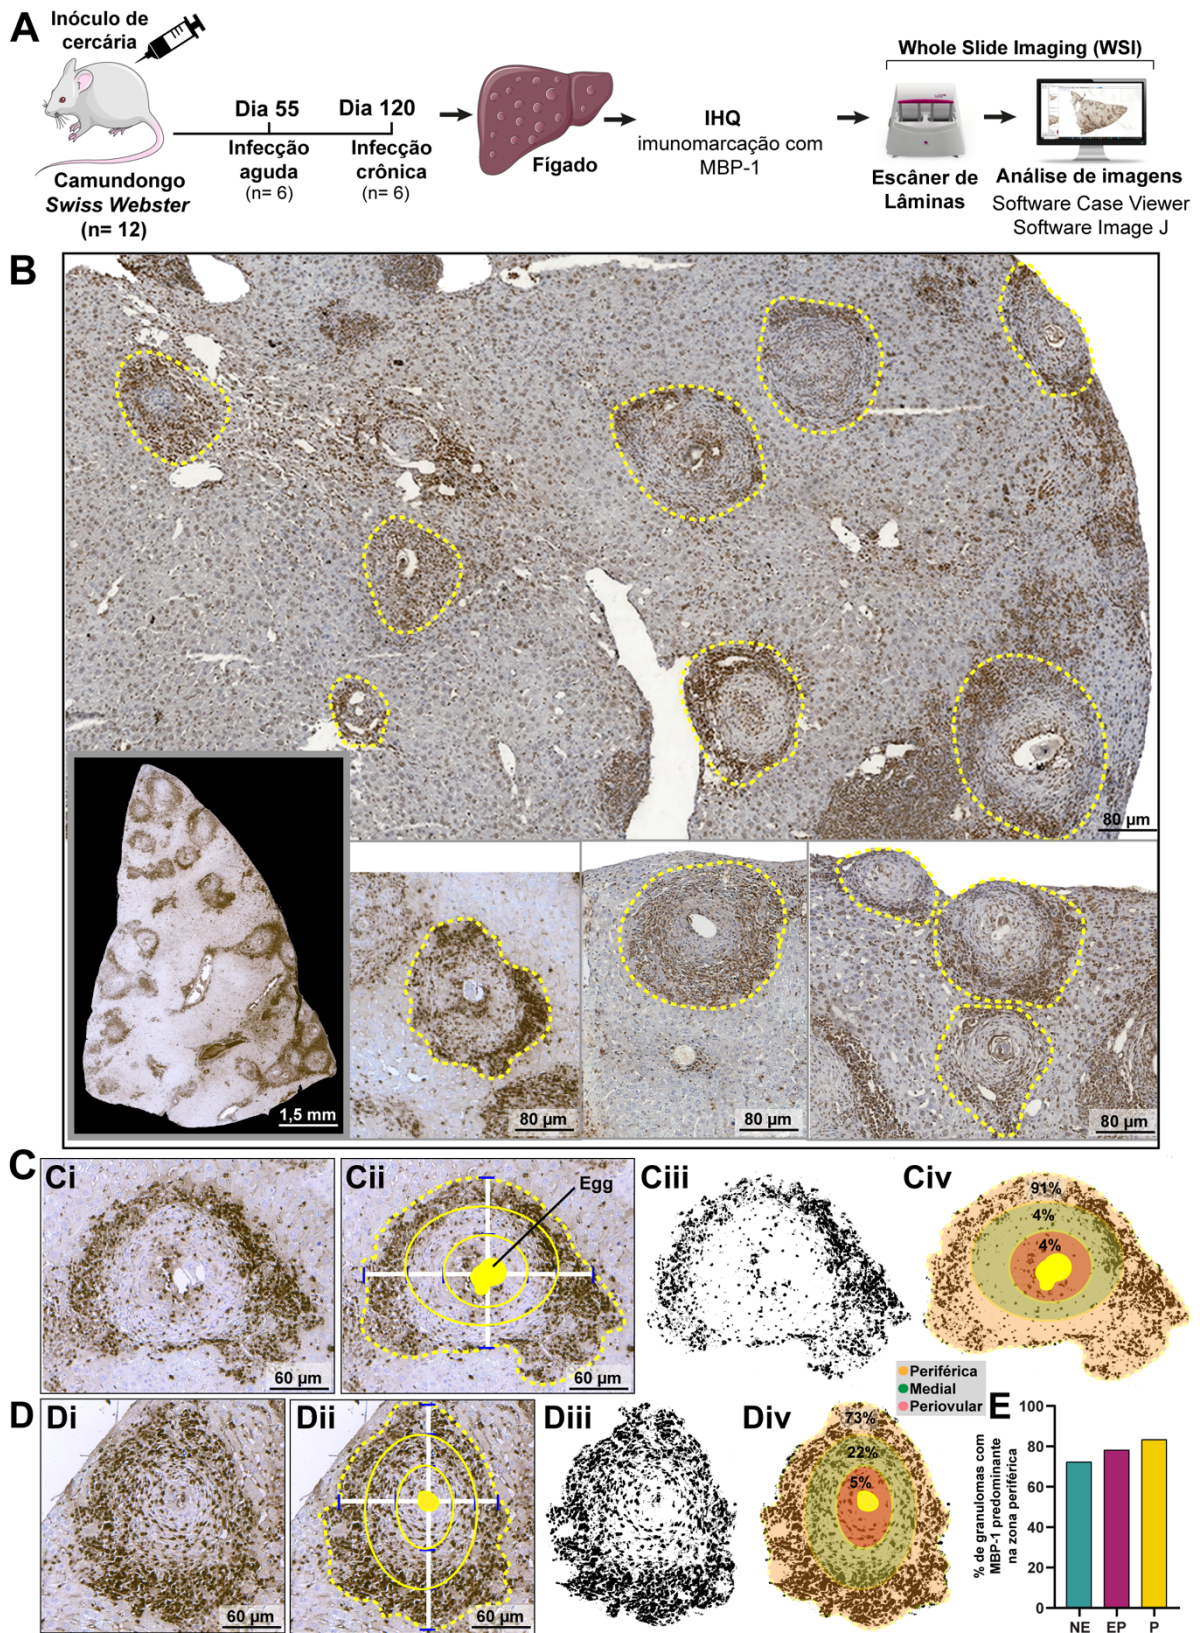 A
Inóculo de
cercária
Dia 55
Infecção
aguda
(n= 6)
Dia 120
Infecção
crônica
(n= 6)
Camundongo
Swiss Webster
(n= 12)
Fígado
IHQ
imunomarcação com
MBP-1
Whole Slide Imaging (WSI)
Escâner de
Lâminas
Análise de imagens
Software Case Viewer
Software Image J
B
80 µm
1,5 mm
80 µm
80 µm
80 µm
C
Ci
60 µm
Cii
Egg
60 µm
Ciii
Civ
91%
4%
4%
Periférica
Medial
Periovular
D
Di
60 µm
Dii
60 µm
Diii
Div
73%
22%
5%
E
% de granulomas com
MBP-1 predominante
na zona periférica
100
80
60
40
20
0
NE
EP
P